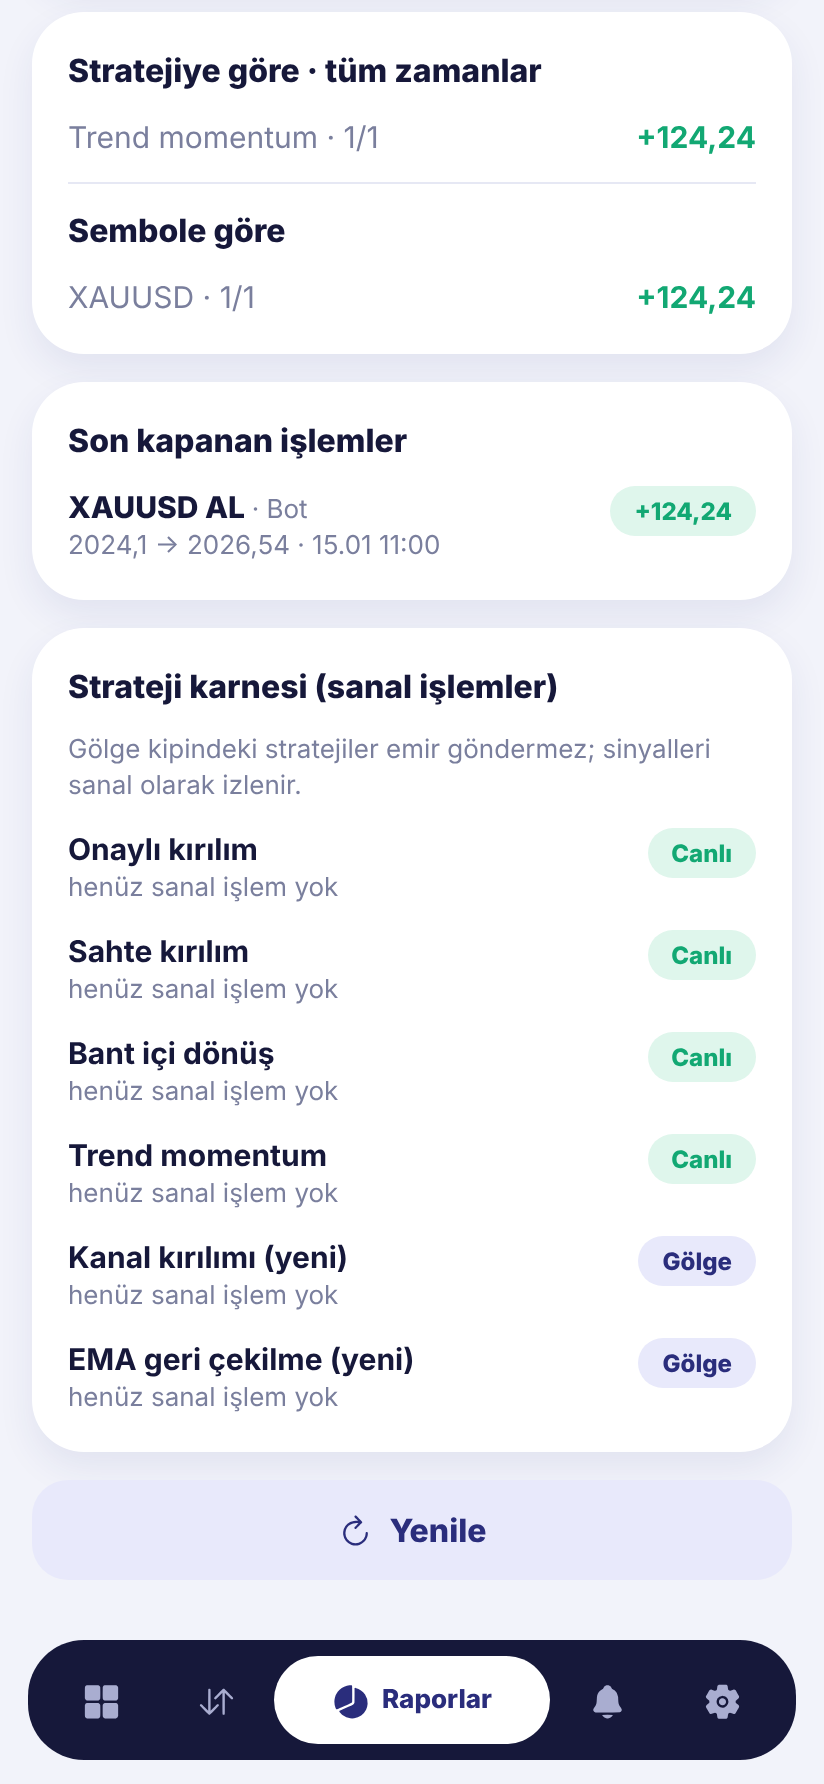 Stratejiye göre · tüm zamanlar
Trend momentum · 1/1 +124,24
Sembole göre
XAUUSD · 1/1 +124,24
Son kapanan işlemler
XAUUSD AL · Bot +124,24
2024,1 → 2026,54 · 15.01 11:00
Strateji karnesi (sanal işlemler)
Gölge kipindeki stratejiler emir göndermez; sinyalleri
sanal olarak izlenir.
Onaylı kırılım Canlı
henüz sanal işlem yok
Sahte kırılım Canlı
henüz sanal işlem yok
Bant içi dönüş Canlı
henüz sanal işlem yok
Trend momentum Canlı
henüz sanal işlem yok
Kanal kırılımı (yeni) Gölge
henüz sanal işlem yok
EMA geri çekilme (yeni) Gölge
henüz sanal işlem yok
Yenile
Raporlar